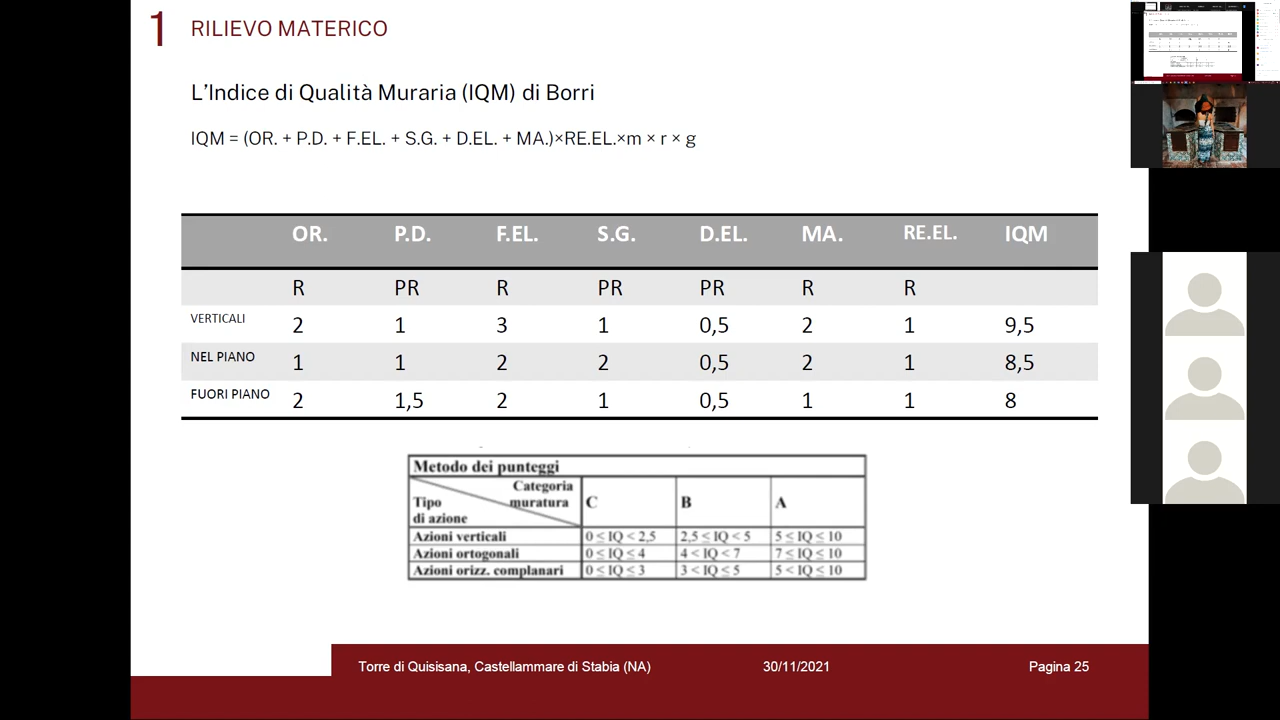 1 RILIEVO MATERICO
L'Indice di Qualità Muraria (IQM) di Borri
IQM = (OR. + P.D. + F.EL. + S.G. + D.EL. + MA.)×RE.EL.×m × r × g
OR. P.D. F.EL. S.G. D.EL. MA. RE.EL. IQM
R PR R PR PR R R
VERTICALI 2 1 3 1 0,5 2 1 9,5
NEL PIANO 1 1 2 2 0,5 2 1 8,5
FUORI PIANO 2 1,5 2 1 0,5 1 1 8
Metodo dei punteggi
Categoria
muratura C B A
Tipo
di azione
Azioni verticali 0 ≤ IQ < 2,5 2,5 ≤ IQ < 5 5 ≤ IQ ≤ 10
Azioni ortogonali 0 ≤ IQ ≤ 4 4 < IQ < 7 7 ≤ IQ ≤ 10
Azioni orizz. complanari 0 ≤ IQ ≤ 3 3 < IQ ≤ 5 5 < IQ ≤ 10
Torre di Quisisana, Castellammare di Stabia (NA) 30/11/2021 Pagina 25